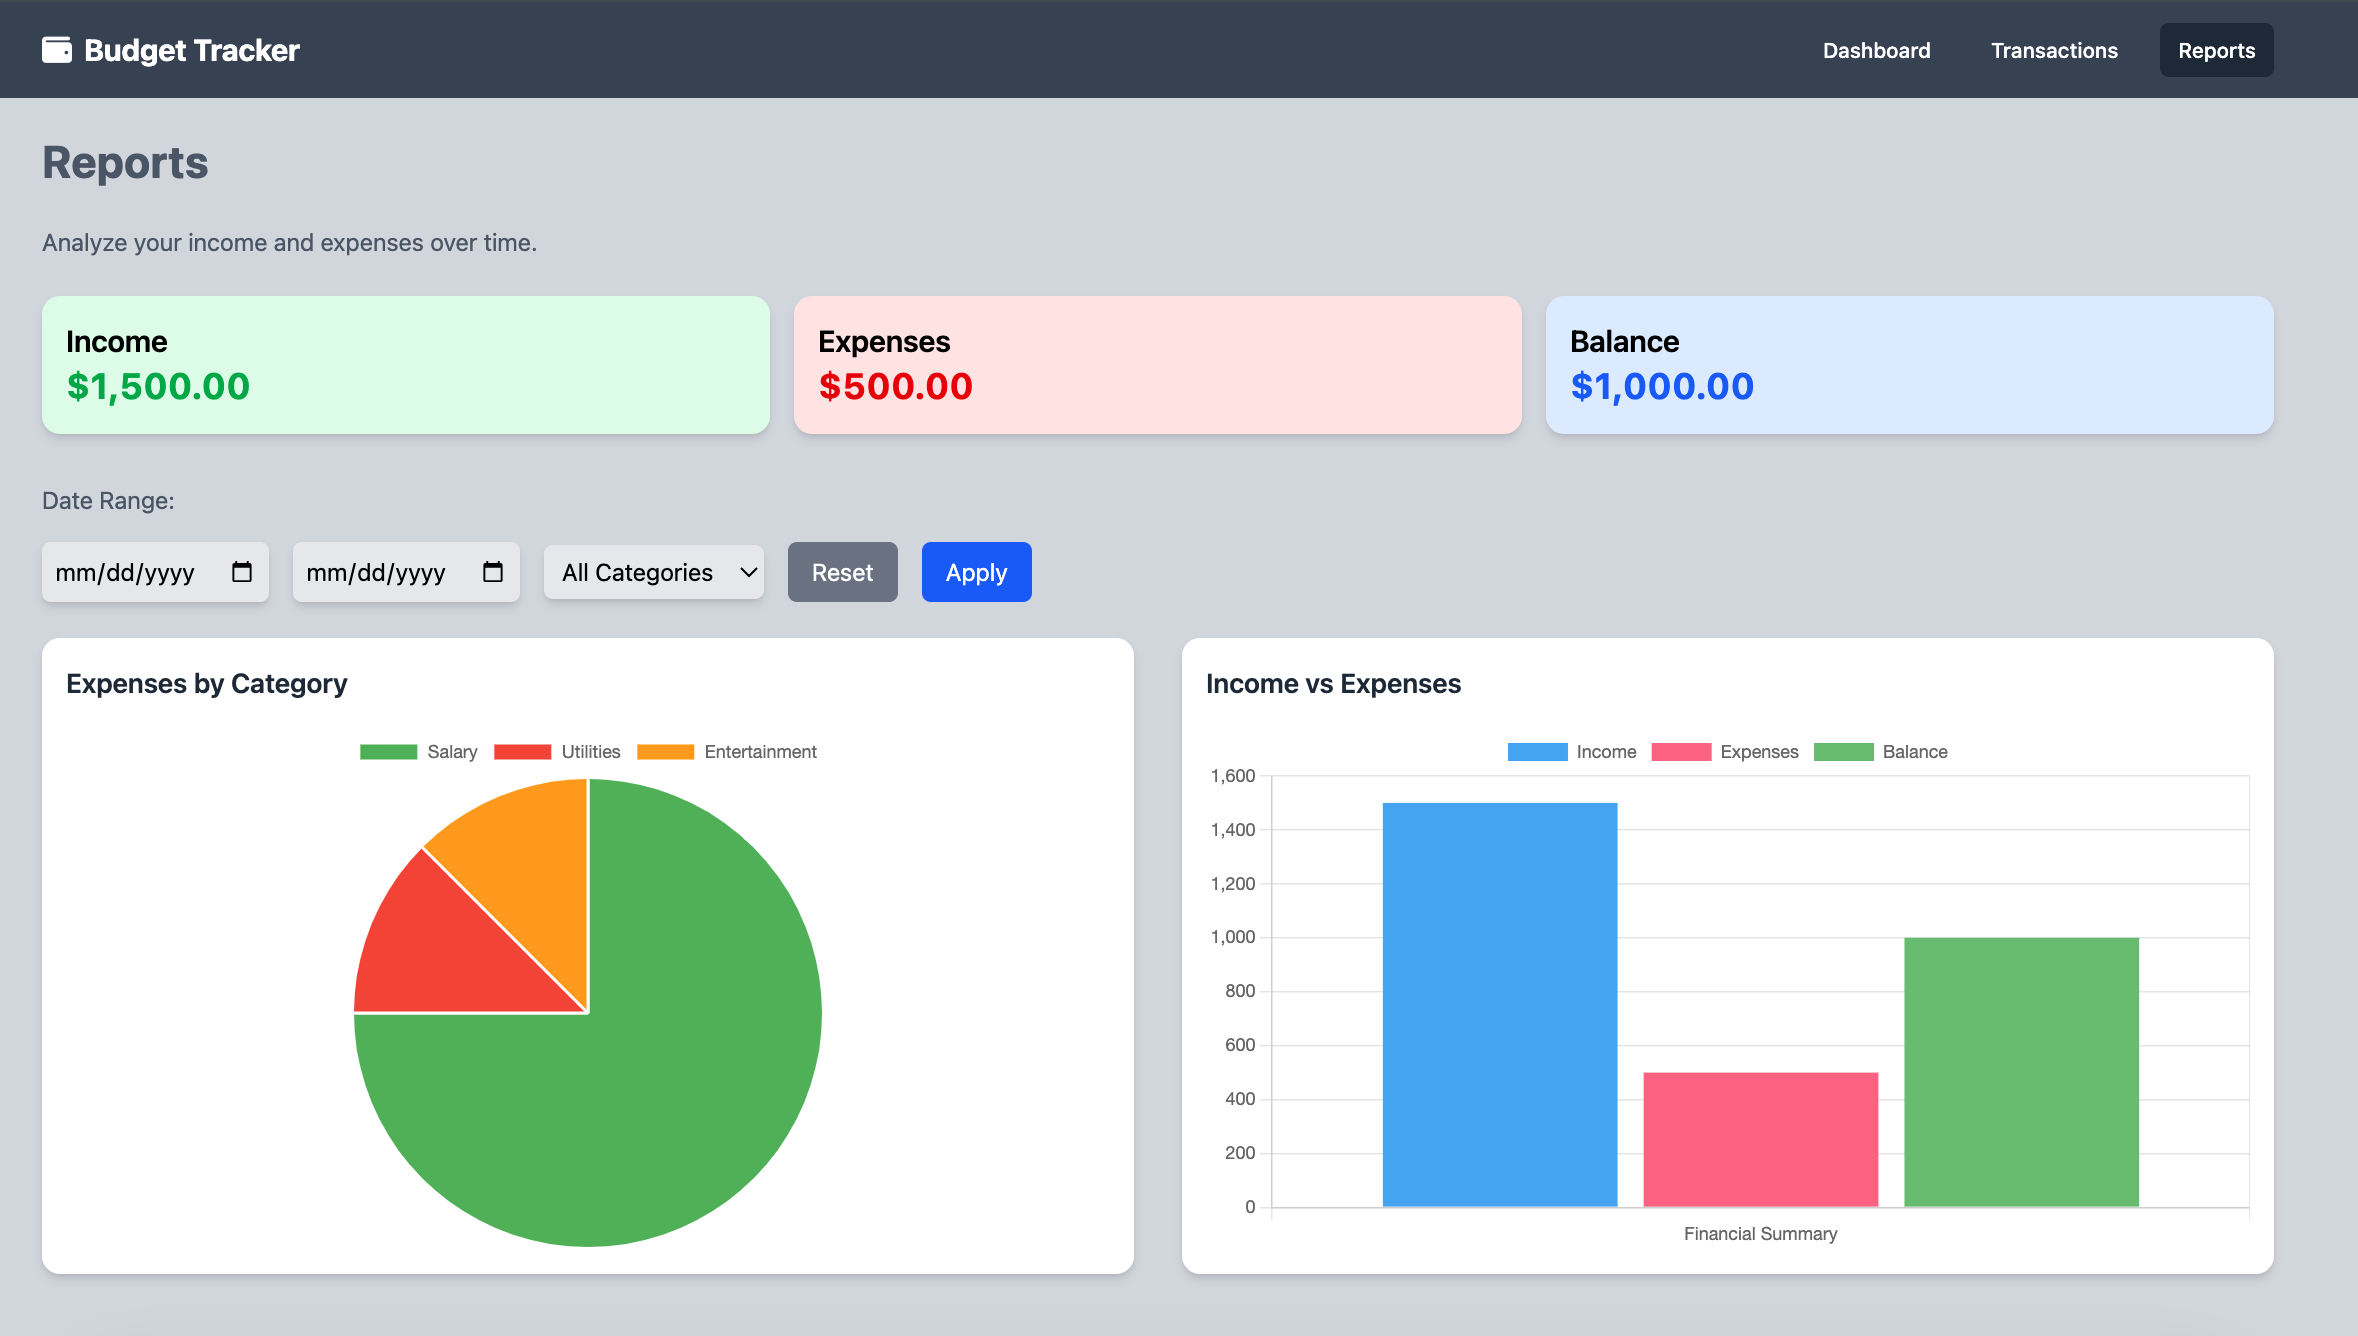 Budget Tracker
Dashboard Transactions Reports
Reports
Analyze your income and expenses over time.
Income
$1,500.00
Expenses
$500.00
Balance
$1,000.00
Date Range:
mm/dd/yyyy mm/dd/yyyy All Categories Reset Apply
Expenses by Category
Salary Utilities Entertainment
Income vs Expenses
Income Expenses Balance
1,600
1,400
1,200
1,000
800
600
400
200
0
Financial Summary